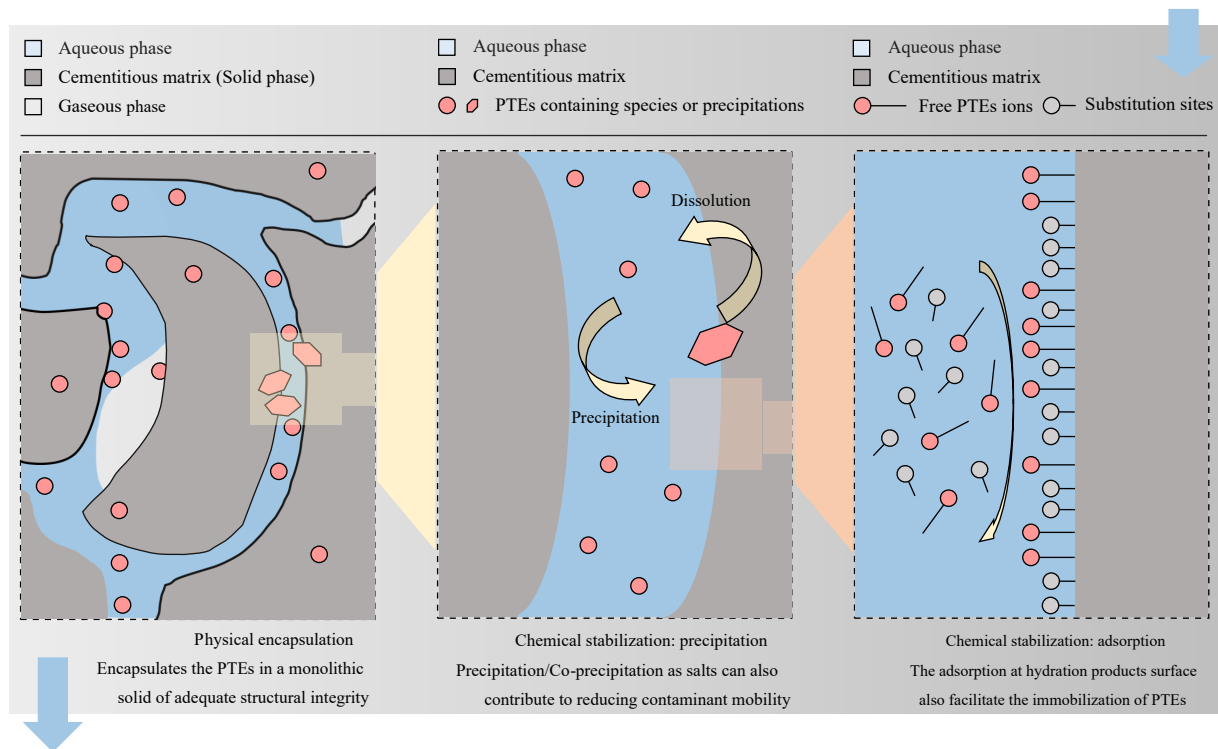 Aqueous phase
Cementitious matrix (Solid phase)
Gaseous phase
Aqueous phase
Cementitious matrix
PTEs containing species or precipitations
Aqueous phase
Cementitious matrix
Free PTEs ions
Substitution sites
Dissolution
Precipitation
Physical encapsulation
Encapsulates the PTEs in a monolithic
solid of adequate structural integrity
Chemical stabilization: precipitation
Precipitation/Co-precipitation as salts can also
contribute to reducing contaminant mobility
Chemical stabilization: adsorption
The adsorption at hydration products surface
also facilitate the immobilization of PTEs